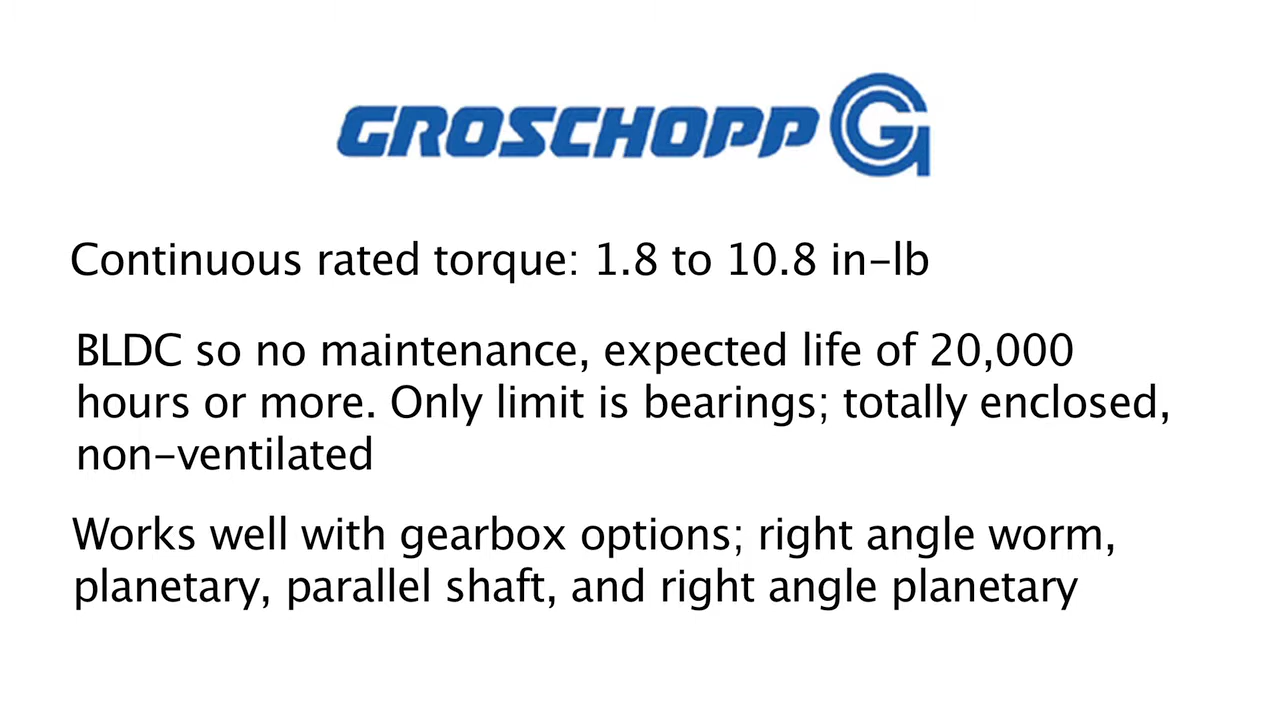 GROSCHOPP
Continuous rated torque: 1.8 to 10.8 in-lb
BLDC so no maintenance, expected life of 20,000
hours or more. Only limit is bearings; totally enclosed,
non-ventilated
Works well with gearbox options; right angle worm,
planetary, parallel shaft, and right angle planetary